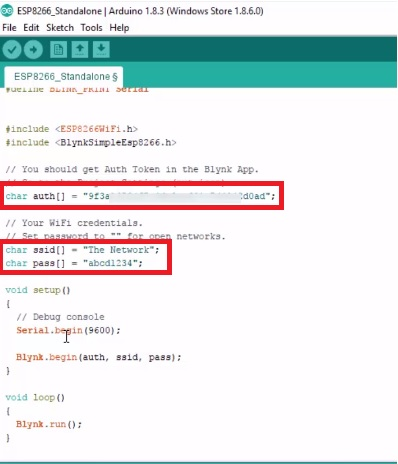 ESP8266_Standalone | Arduino 1.8.3 (Windows Store 1.8.6.0)
File Edit Sketch Tools Help
ESP8266_Standalone §
#define BLYNK_PRINT Serial
#include <ESP8266WiFi.h>
#include <BlynkSimpleEsp8266.h>
// You should get Auth Token in the Blynk App.
char auth[] = "9f3a d0ad";
// Your WiFi credentials.
// Set password to "" for open networks.
char ssid[] = "The Network";
char pass[] = "abcd1234";
void setup()
{
// Debug console
Serial.begin(9600);
Blynk.begin(auth, ssid, pass);
}
void loop()
{
Blynk.run();
}